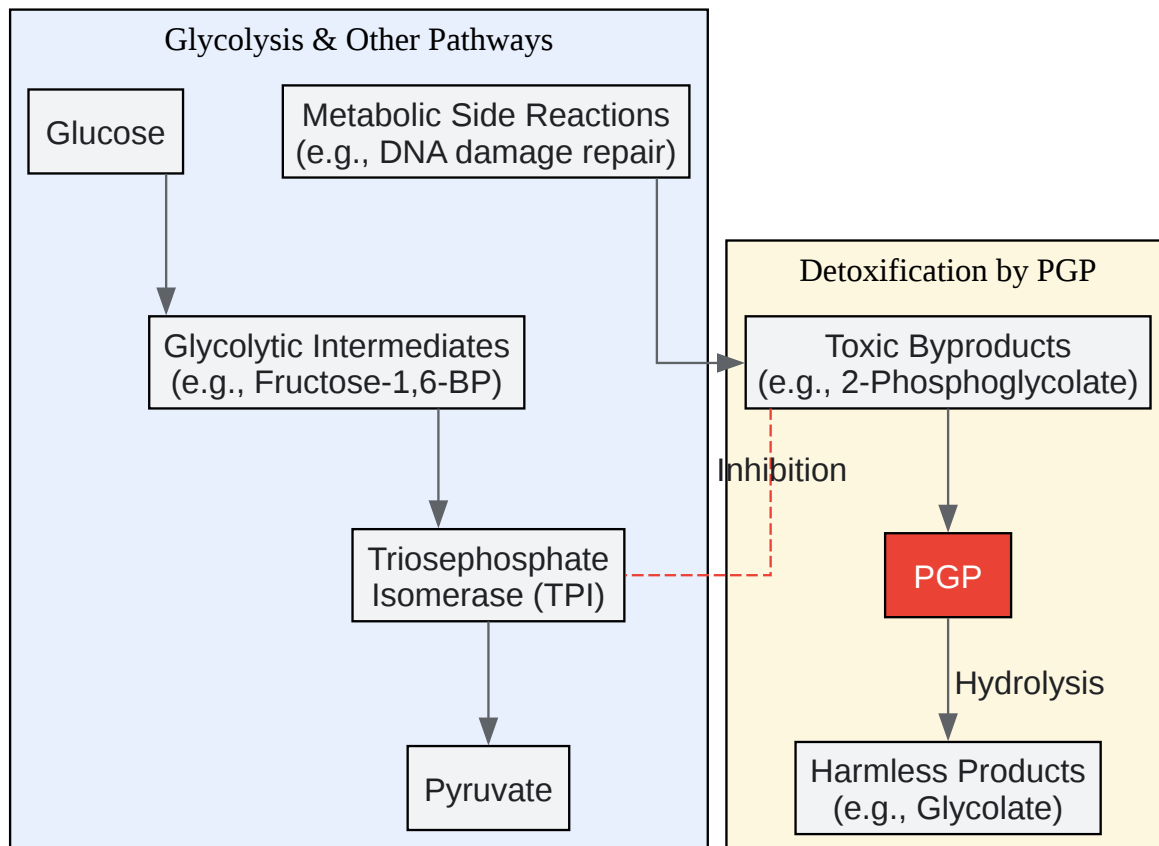 Glycolysis & Other Pathways
Glucose
Metabolic Side Reactions
(e.g., DNA damage repair)
Glycolytic Intermediates
(e.g., Fructose-1,6-BP)
Triosephosphate
Isomerase (TPI)
Pyruvate
Detoxification by PGP
Toxic Byproducts
(e.g., 2-Phosphoglycolate)
Inhibition
PGP
Hydrolysis
Harmless Products
(e.g., Glycolate)